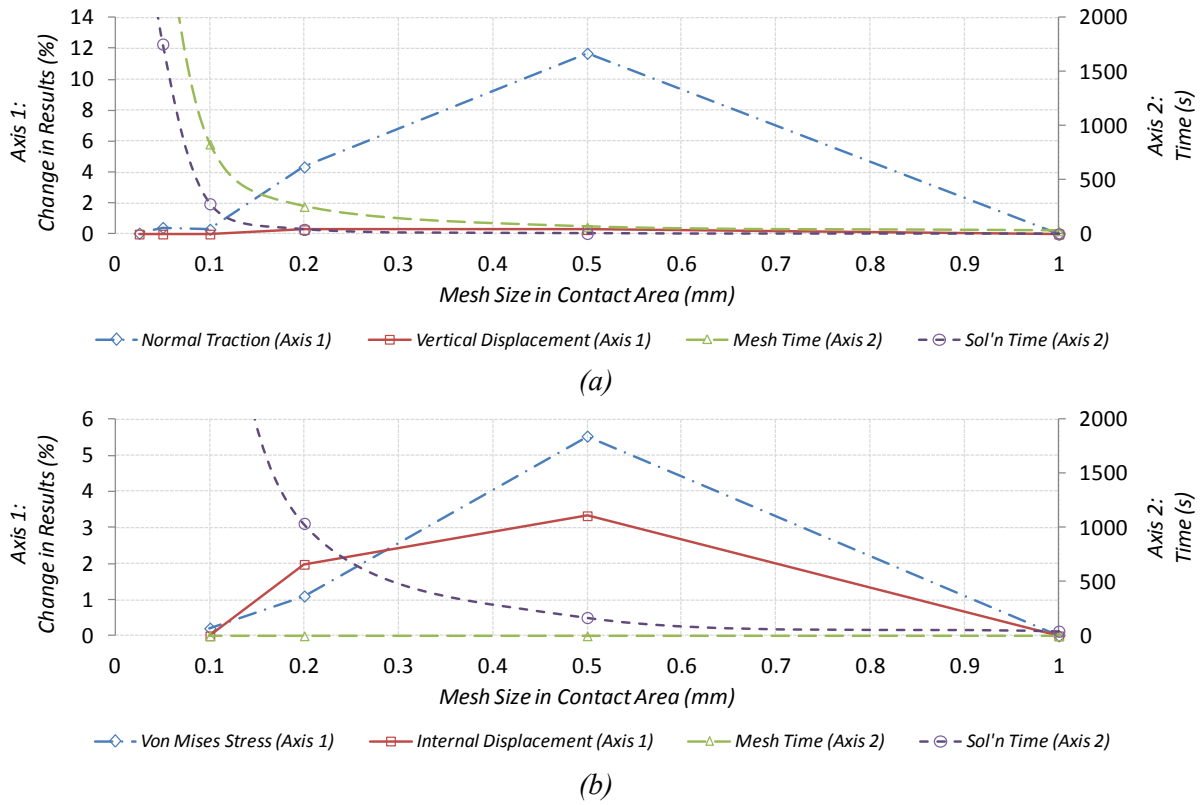 14 2000
12
10 1500
8
6 1000
4
2 500
0 0
Axis 1:
Change in Results (%)
Axis 2:
Time (s)
0 0.1 0.2 0.3 0.4 0.5 0.6 0.7 0.8 0.9 1
Mesh Size in Contact Area (mm)
Normal Traction (Axis 1) Vertical Displacement (Axis 1) Mesh Time (Axis 2) Sol'n Time (Axis 2)
(a)
6 2000
5
1500
4
3 1000
2
500
1
0 0
Axis 1:
Change in Results (%)
Axis 2:
Time (s)
0 0.1 0.2 0.3 0.4 0.5 0.6 0.7 0.8 0.9 1
Mesh Size in Contact Area (mm)
Von Mises Stress (Axis 1) Internal Displacement (Axis 1) Mesh Time (Axis 2) Sol'n Time (Axis 2)
(b)